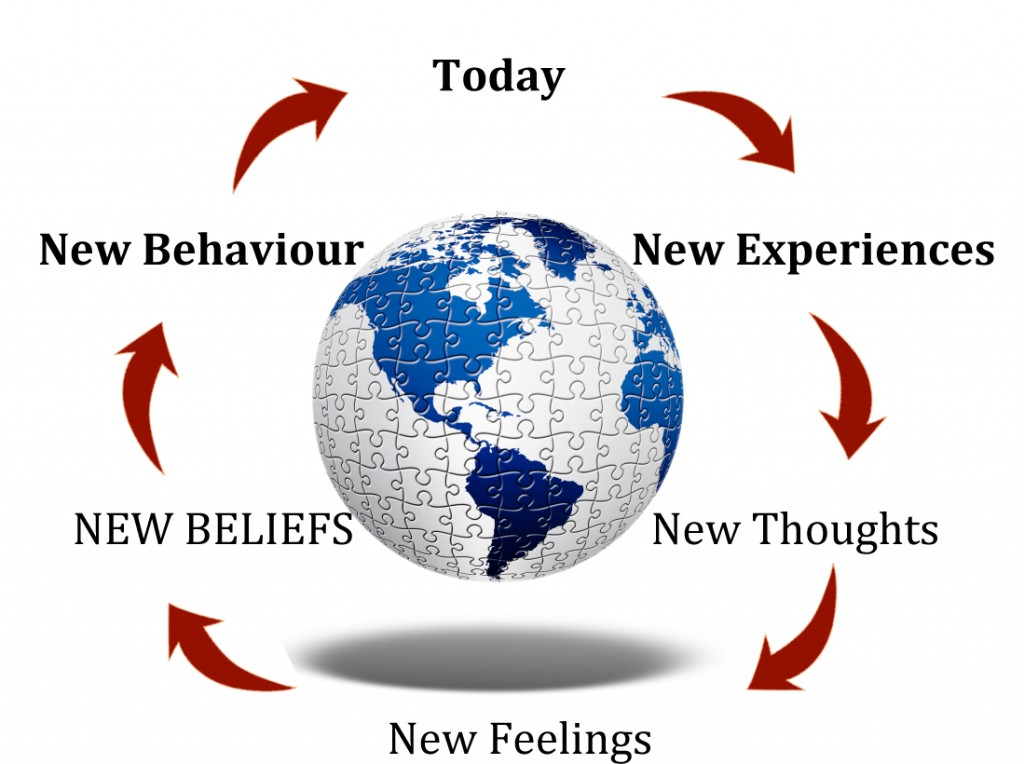 Today
New Behaviour
New Experiences
NEW BELIEFS
New Thoughts
New Feelings